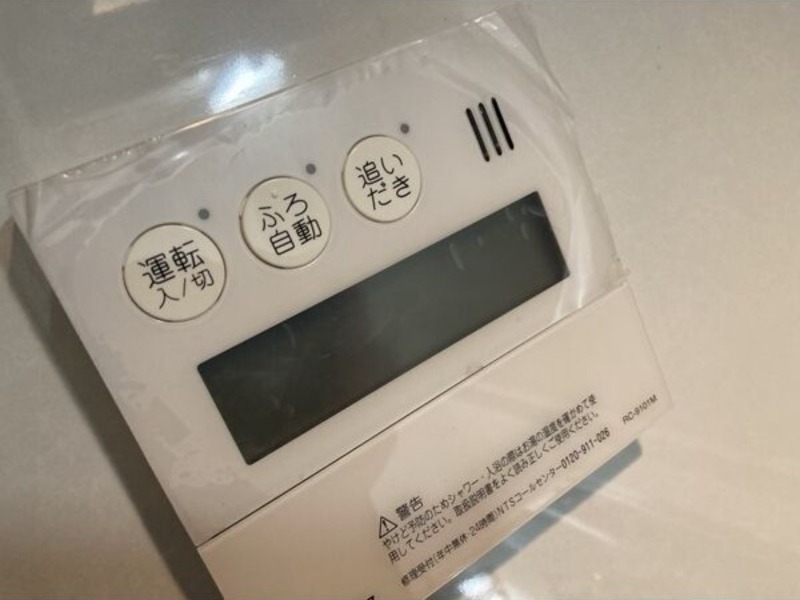 運転
入/切
ふろ
自動
追い
だき
警告
やけど予防のためシャワー・入浴の際はお湯の温度を確かめて使
用してください。取扱説明書をよく読み正しくご使用ください。
修理受付(年中無休・24時間)NTSコールセンター0120-911-026
RC-9101M